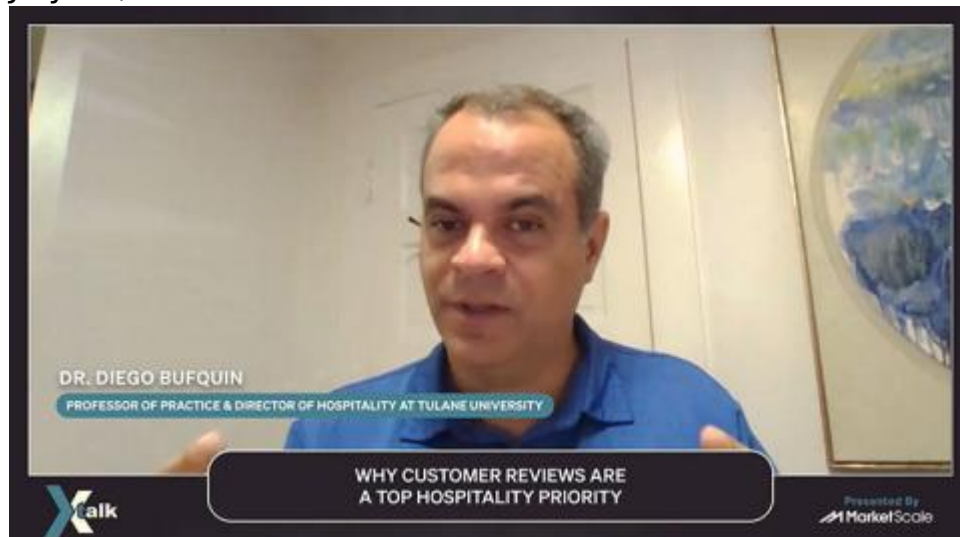 DR. DIEGO BUFQUIN
PROFESSOR OF PRACTICE & DIRECTOR OF HOSPITALITY AT TULANE UNIVERSITY
WHY CUSTOMER REVIEWS ARE
A TOP HOSPITALITY PRIORITY
Xtalk
Presented By
MarketScale